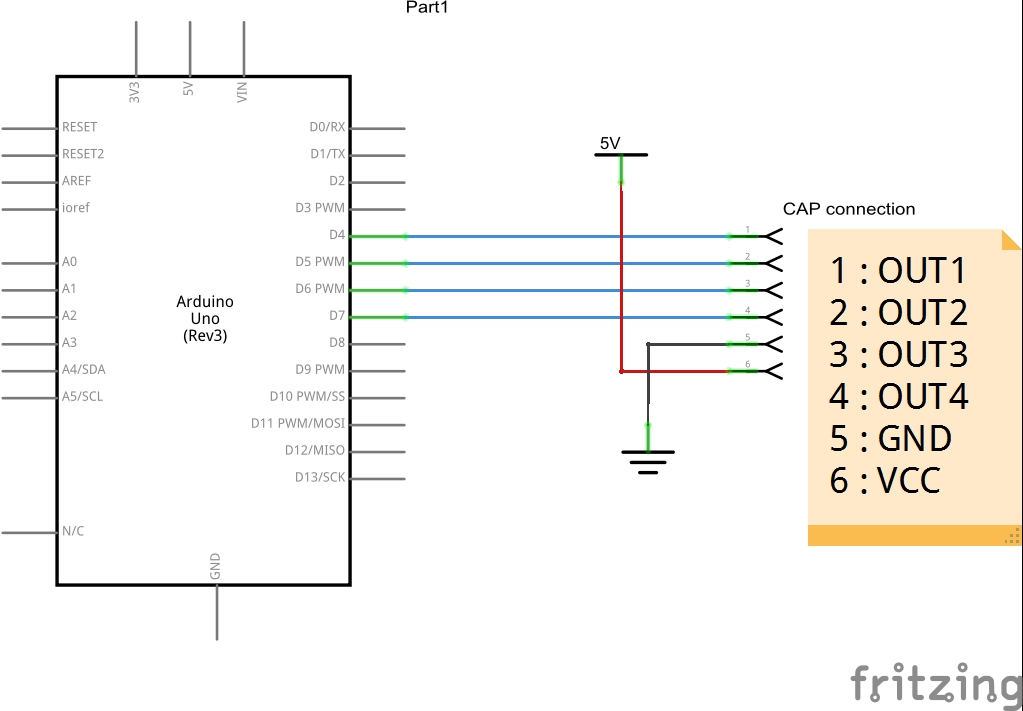 Part1
3V3
5V
VIN
RESET
RESET2
AREF
ioref
A0
A1
A2
A3
A4/SDA
A5/SCL
N/C
Arduino
Uno
(Rev3)
D0/RX
D1/TX
D2
D3 PWM
D4
D5 PWM
D6 PWM
D7
D8
D9 PWM
D10 PWM/SS
D11 PWM/MOSI
D12/MISO
D13/SCK
GND
5V
1
2
3
4
5
6
CAP connection
1 : OUT1
2 : OUT2
3 : OUT3
4 : OUT4
5 : GND
6 : VCC
fritzing